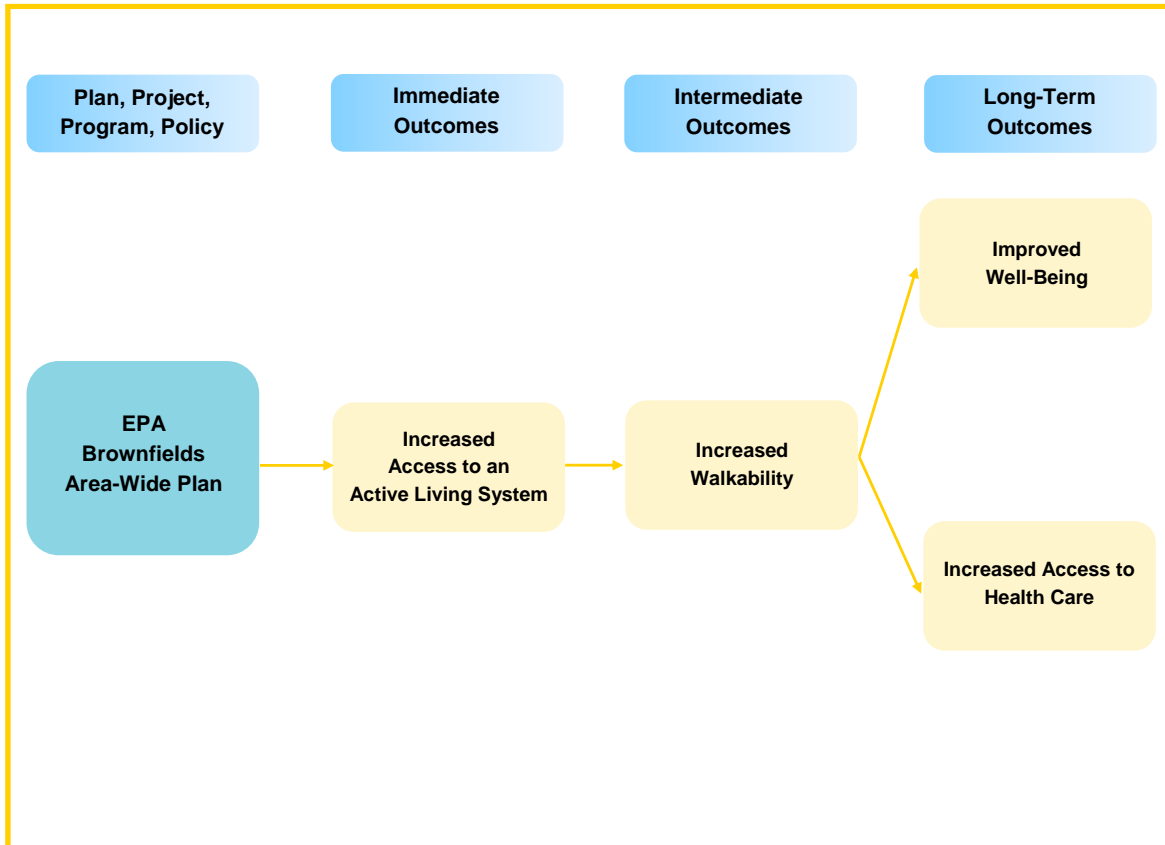 Plan, Project,
Program, Policy
Immediate
Outcomes
Intermediate
Outcomes
Long-Term
Outcomes
EPA
Brownfields
Area-Wide Plan
Increased
Access to an
Active Living System
Increased
Walkability
Improved
Well-Being
Increased Access to
Health Care